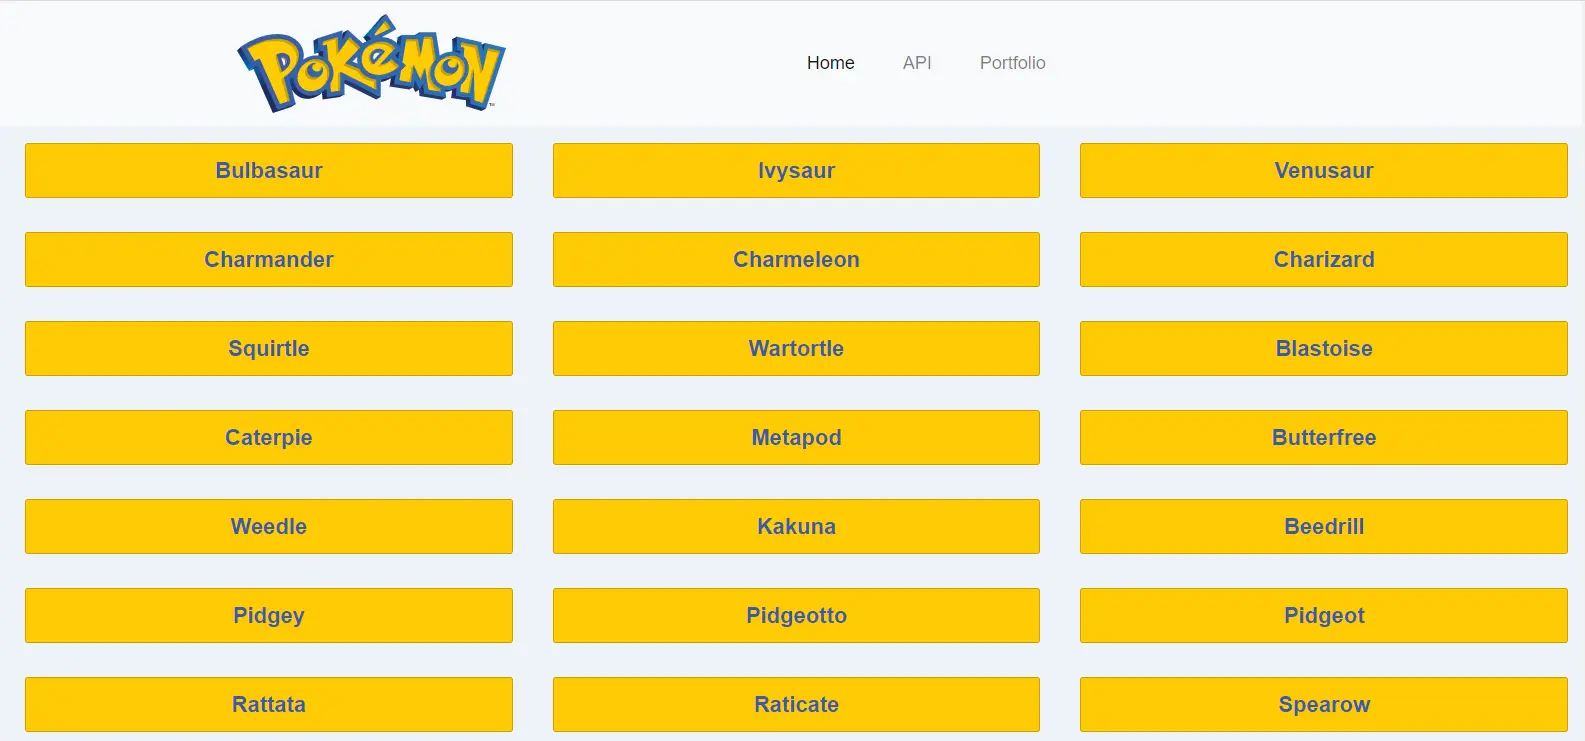 Pokémon
TM
Home API Portfolio
Bulbasaur Ivysaur Venusaur
Charmander Charmeleon Charizard
Squirtle Wartortle Blastoise
Caterpie Metapod Butterfree
Weedle Kakuna Beedrill
Pidgey Pidgeotto Pidgeot
Rattata Raticate Spearow